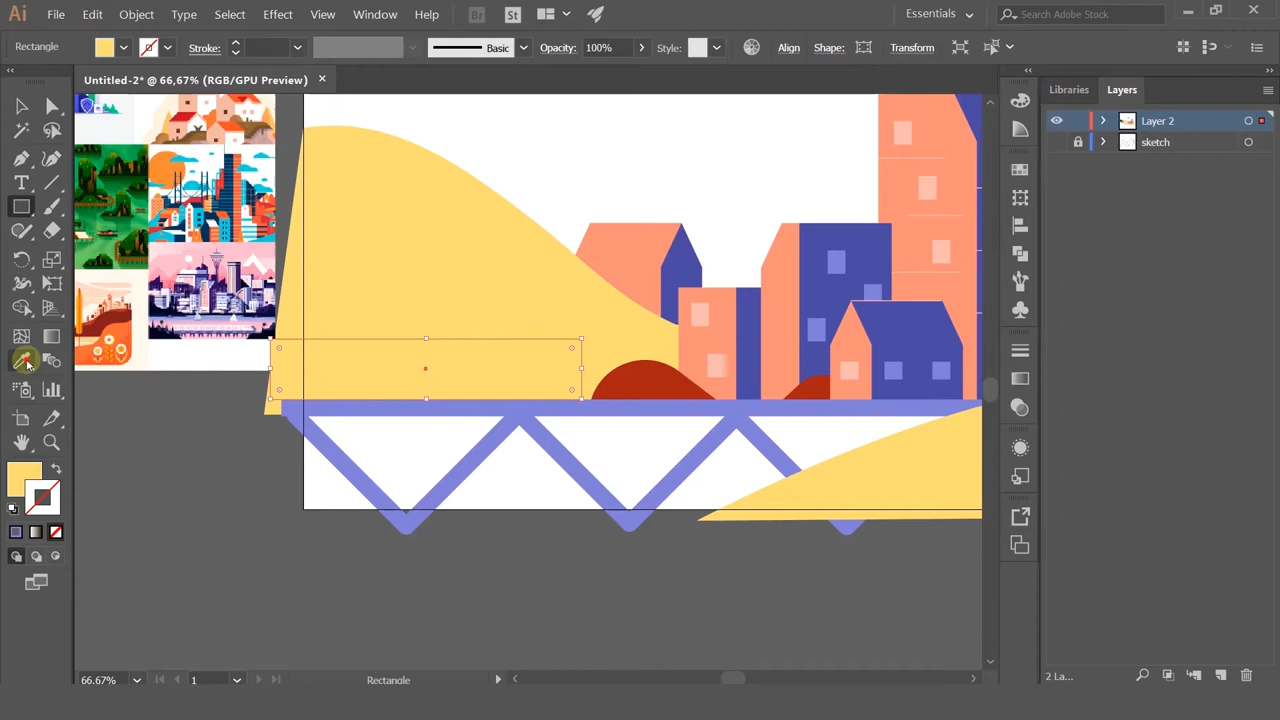 Ai File Edit Object Type Select Effect View Window Help Br St Essentials Search Adobe Stock
Rectangle Stroke: Basic Opacity: 100% Style: Align Shape: Transform
Untitled-2* @ 66,67% (RGB/GPU Preview) ×
Libraries Layers
Layer 2
sketch
66.67% 1 Rectangle
2 La...